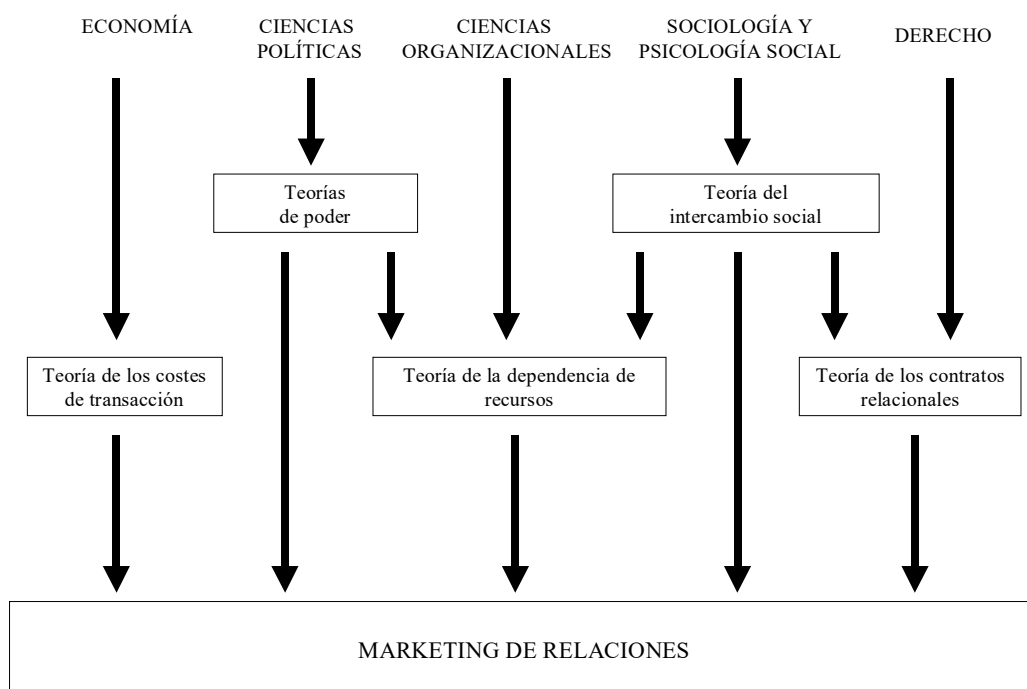 ECONOMÍA
CIENCIAS
POLÍTICAS
CIENCIAS
ORGANIZACIONALES
SOCIOLOGÍA Y
PSICOLOGÍA SOCIAL
DERECHO
Teorías
de poder
Teoría del
intercambio social
Teoría de los costes
de transacción
Teoría de la dependencia de
recursos
Teoría de los contratos
relacionales
MARKETING DE RELACIONES